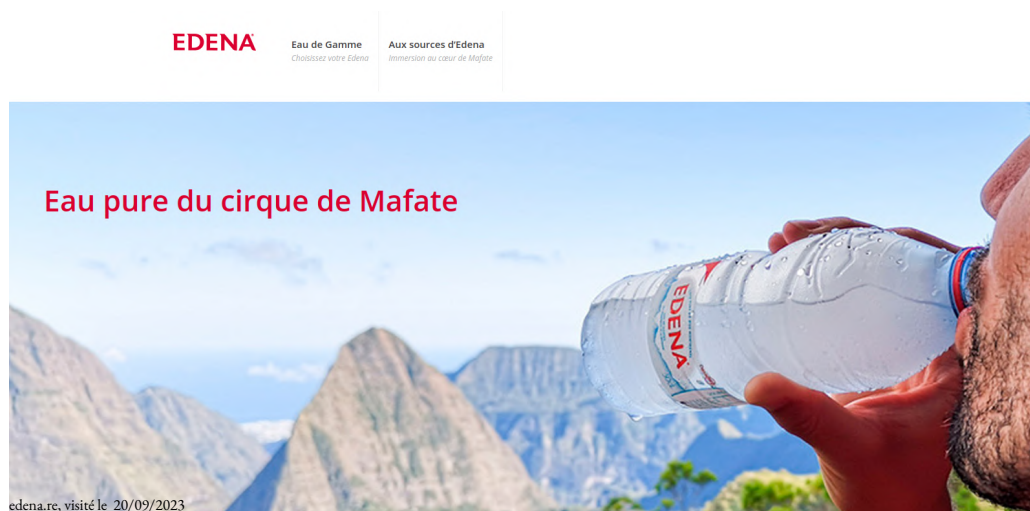 EDENA
Eau de Gamme
Choisissez votre Edena
Aux sources d'Edena
Immersion au cœur de Mafate
Eau pure du cirque de Mafate
EDENA
edena.re, visité le 20/09/2023